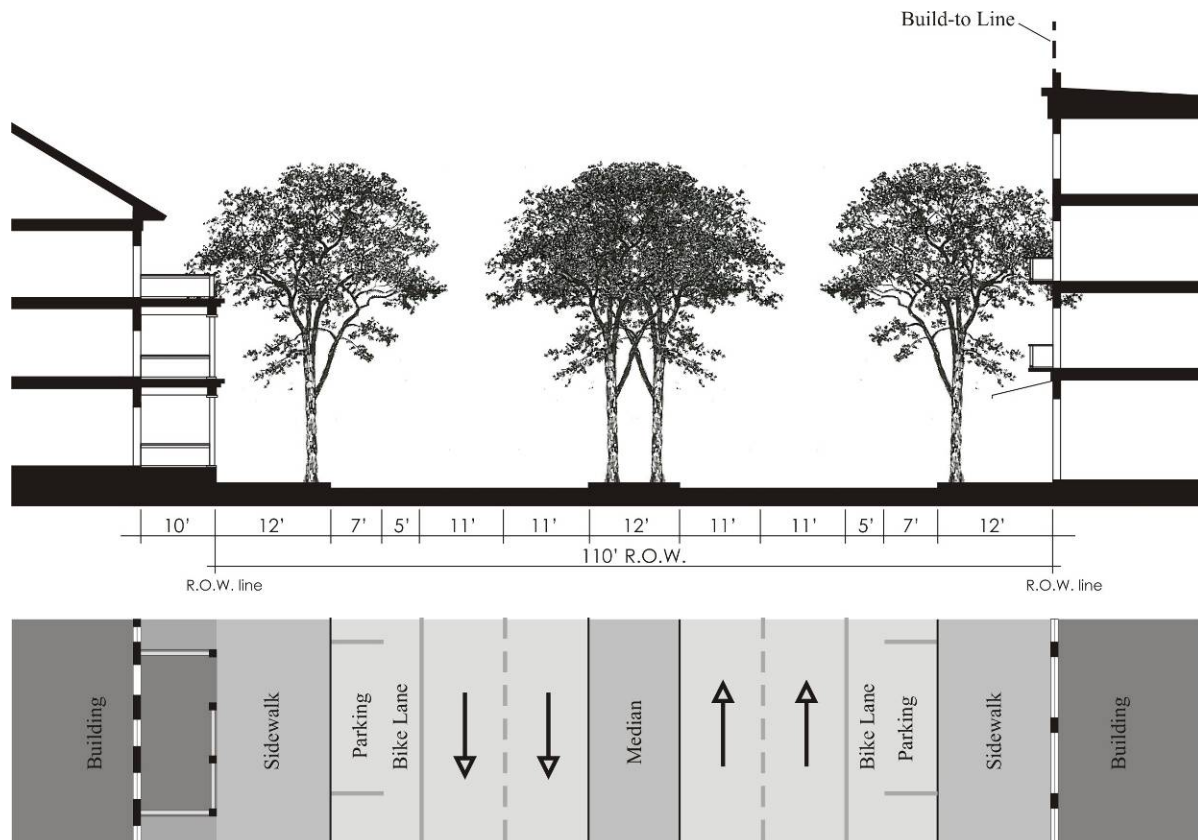 Build-to Line
10' 12' 7' 5' 11' 11' 12' 11' 11' 5' 7' 12'
110' R.O.W.
R.O.W. line R.O.W. line
Building Sidewalk Parking Bike Lane Median Bike Lane Parking Sidewalk Building